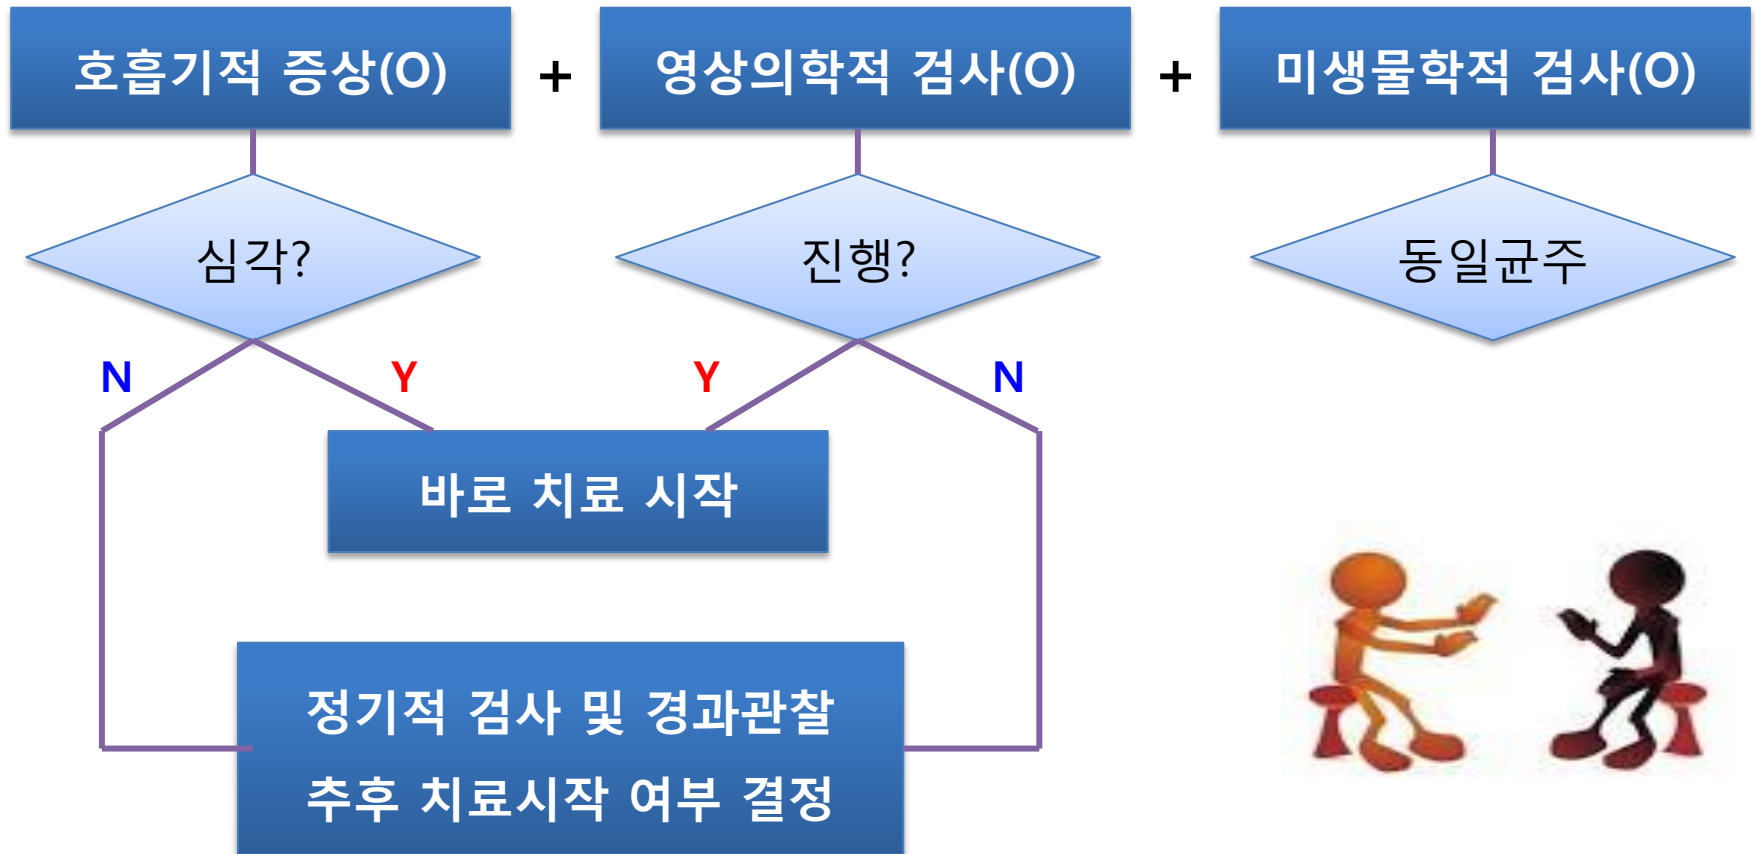 호흡기적 증상(O) + 영상의학적 검사(O) + 미생물학적 검사(O)
심각? 진행? 동일균주
N Y Y N
바로 치료 시작
정기적 검사 및 경과관찰
추후 치료시작 여부 결정